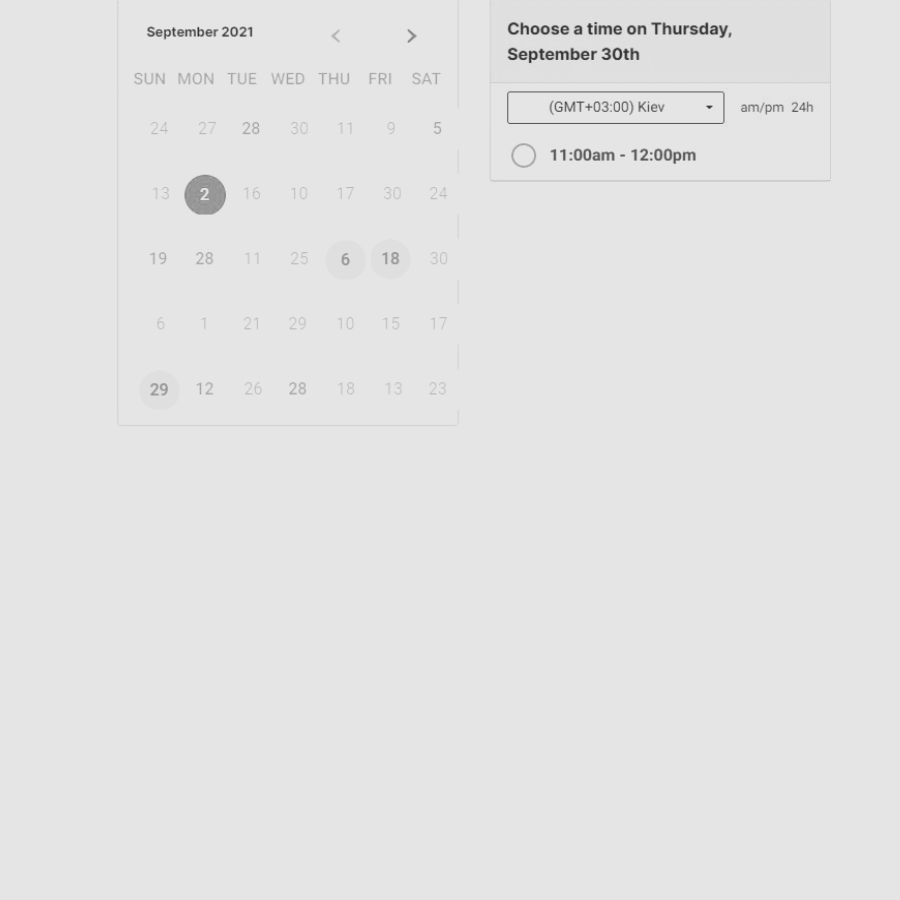 September 2021
SUN MON TUE WED THU FRI SAT
24 27 28 30 11 9 5
13 2 16 10 17 30 24
19 28 11 25 6 18 30
6 1 21 29 10 15 17
29 12 26 28 18 13 23
Choose a time on Thursday,
September 30th
(GMT+03:00) Kiev
am/pm 24h
11:00am - 12:00pm